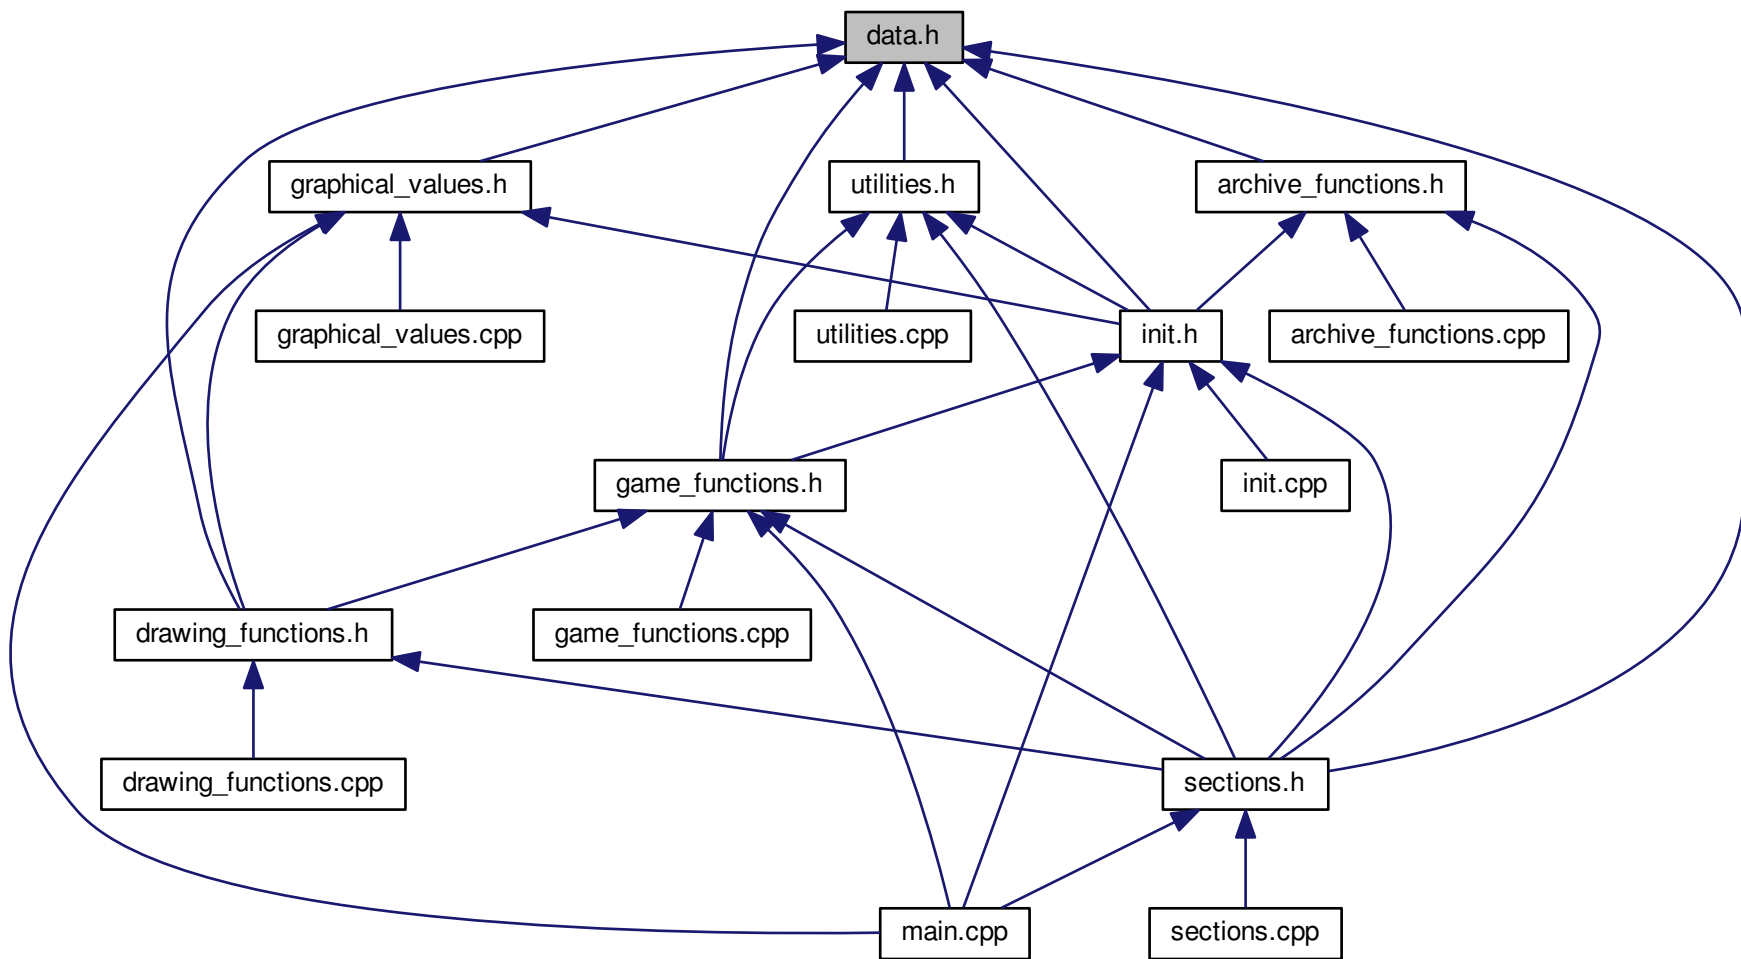 data.h
graphical_values.h
utilities.h
archive_functions.h
graphical_values.cpp
utilities.cpp
init.h
archive_functions.cpp
game_functions.h
init.cpp
drawing_functions.h
game_functions.cpp
drawing_functions.cpp
sections.h
main.cpp
sections.cpp